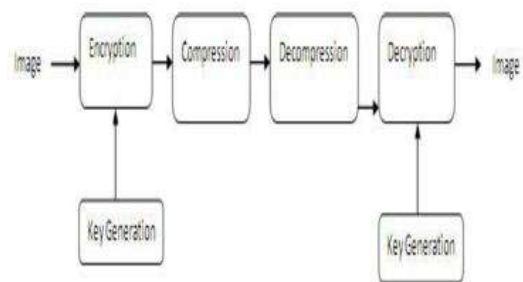 Image
Encryption
Compression
Decompression
Decryption
Image
Key Generation
Key Generation